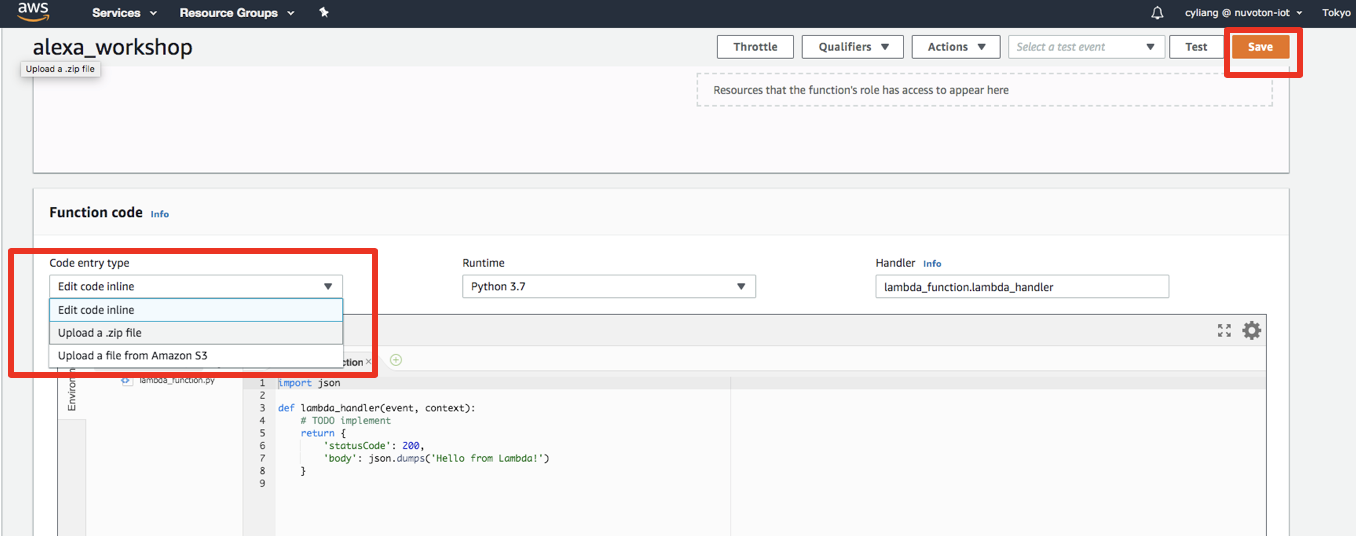 aws
Services
Resource Groups
cyliang @ nuvoton-iot
Tokyo
alexa_workshop
Throttle
Qualifiers
Actions
Select a test event
Test
Save
Upload a .zip file
Resources that the function's role has access to appear here
Function code Info
Code entry type
Edit code inline
Edit code inline
Upload a .zip file
Upload a file from Amazon S3
Runtime
Python 3.7
Handler Info
lambda_function.lambda_handler
lambda_function.py
1 import json
2
3 def lambda_handler(event, context):
4 # TODO implement
5 return {
6 'statusCode': 200,
7 'body': json.dumps('Hello from Lambda!')
8 }
9